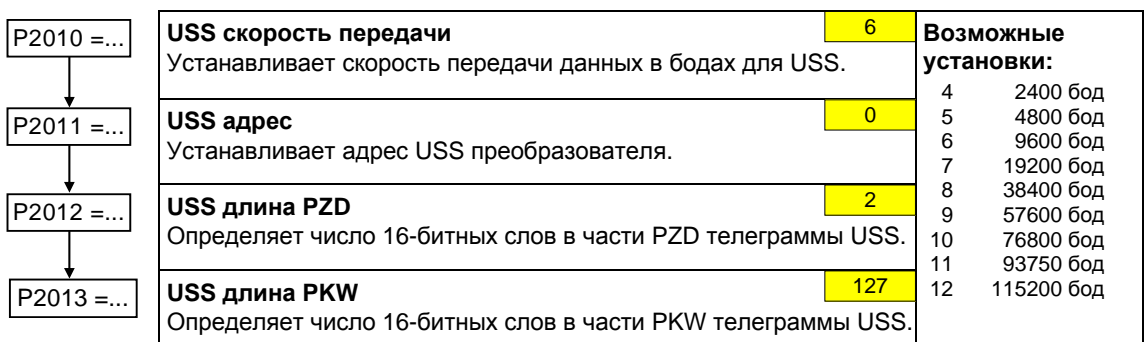 P2010 =...
USS скорость передачи
6
Устанавливает скорость передачи данных в бодах для USS.
P2011 =...
USS адрес
0
Устанавливает адрес USS преобразователя.
P2012 =...
USS длина PZD
2
Определяет число 16-битных слов в части PZD телеграммы USS.
P2013 =...
USS длина PKW
127
Определяет число 16-битных слов в части PKW телеграммы USS.
Возможные
установки:
4 2400 бод
5 4800 бод
6 9600 бод
7 19200 бод
8 38400 бод
9 57600 бод
10 76800 бод
11 93750 бод
12 115200 бод